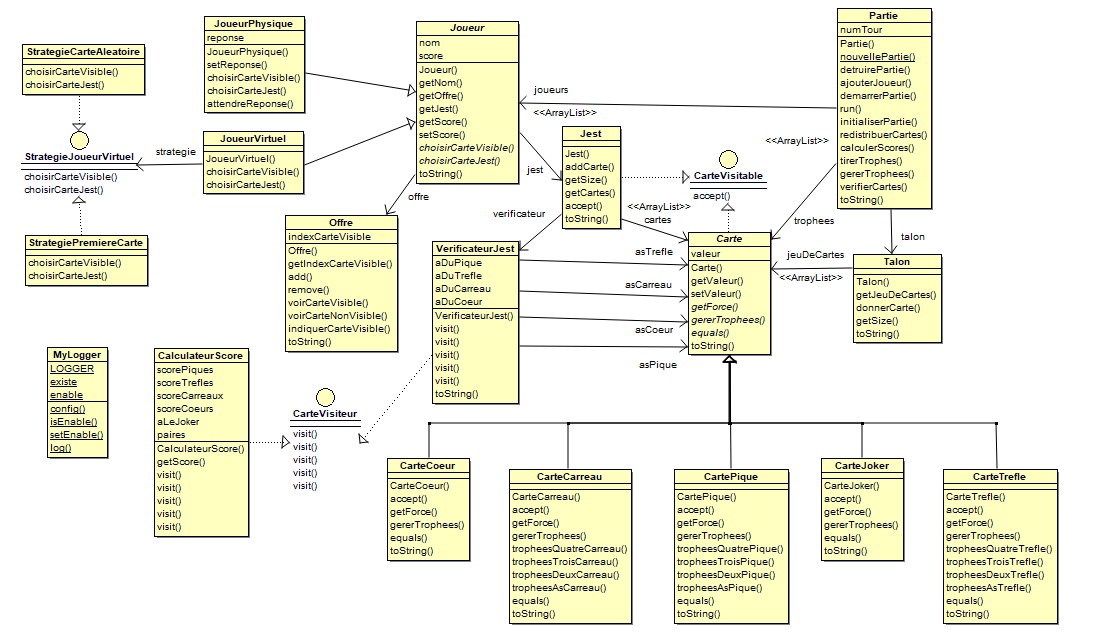 StrategieCarteAleatoire
choisirCarteVisible()
choisirCarteJest()
StrategieJoueurVirtuel
choisirCarteVisible()
choisirCarteJest()
StrategiePremiereCarte
choisirCarteVisible()
choisirCarteJest()
JoueurPhysique
reponse
JoueurPhysique()
setReponse()
choisirCarteVisible()
choisirCarteJest()
attendreReponse()
strategie
JoueurVirtuel
JoueurVirtuel()
choisirCarteVisible()
choisirCarteJest()
Joueur
nom
score
Joueur()
getNom()
getOffre()
getJest()
getScore()
setScore()
choisirCarteVisible()
choisirCarteJest()
toString()
joueurs
<<ArrayList>>
Partie
numTour
Partie()
nouvellePartie()
detruirePartie()
ajouterJoueur()
demarrerPartie()
run()
initialiserPartie()
redistribuerCartes()
calculerScores()
tirerTrophes()
gererTrophees()
verifierCartes()
toString()
<<ArrayList>>
trophees
talon
Jest
Jest()
addCarte()
getSize()
getCartes()
accept()
toString()
jest
offre
verificateur
<<ArrayList>>
cartes
CarteVisitable
accept()
Offre
indexCarteVisible
Offre()
getIndexCarteVisible()
add()
remove()
voirCarteVisible()
voirCarteNonVisible()
indiquerCarteVisible()
toString()
VerificateurJest
aDuPique
aDuTrefle
aDuCarreau
aDuCoeur
VerificateurJest()
visit()
visit()
visit()
visit()
visit()
toString()
asTrefle
asCarreau
asCoeur
asPique
Carte
valeur
Carte()
getValeur()
setValeur()
getForce()
gererTrophees()
equals()
toString()
jeuDeCartes
<<ArrayList>>
Talon
Talon()
getJeuDeCartes()
donnerCarte()
getSize()
toString()
MyLogger
LOGGER
existe
enable
config()
isEnable()
setEnable()
log()
CalculateurScore
scorePiques
scoreTrefles
scoreCarreaux
scoreCoeurs
aLeJoker
paires
CalculateurScore()
getScore()
visit()
visit()
visit()
visit()
visit()
CarteVisiteur
visit()
visit()
visit()
visit()
visit()
CarteCoeur
CarteCoeur()
accept()
getForce()
gererTrophees()
equals()
toString()
CarteCarreau
CarteCarreau()
accept()
getForce()
gererTrophees()
tropheesQuatreCarreau()
tropheesTroisCarreau()
tropheesDeuxCarreau()
tropheesAsCarreau()
equals()
toString()
CartePique
CartePique()
accept()
getForce()
gererTrophees()
tropheesQuatrePique()
tropheesTroisPique()
tropheesDeuxPique()
tropheesAsPique()
equals()
toString()
CarteJoker
CarteJoker()
accept()
getForce()
gererTrophees()
equals()
toString()
CarteTrefle
CarteTrefle()
accept()
getForce()
gererTrophees()
tropheesQuatreTrefle()
tropheesTroisTrefle()
tropheesDeuxTrefle()
tropheesAsTrefle()
equals()
toString()